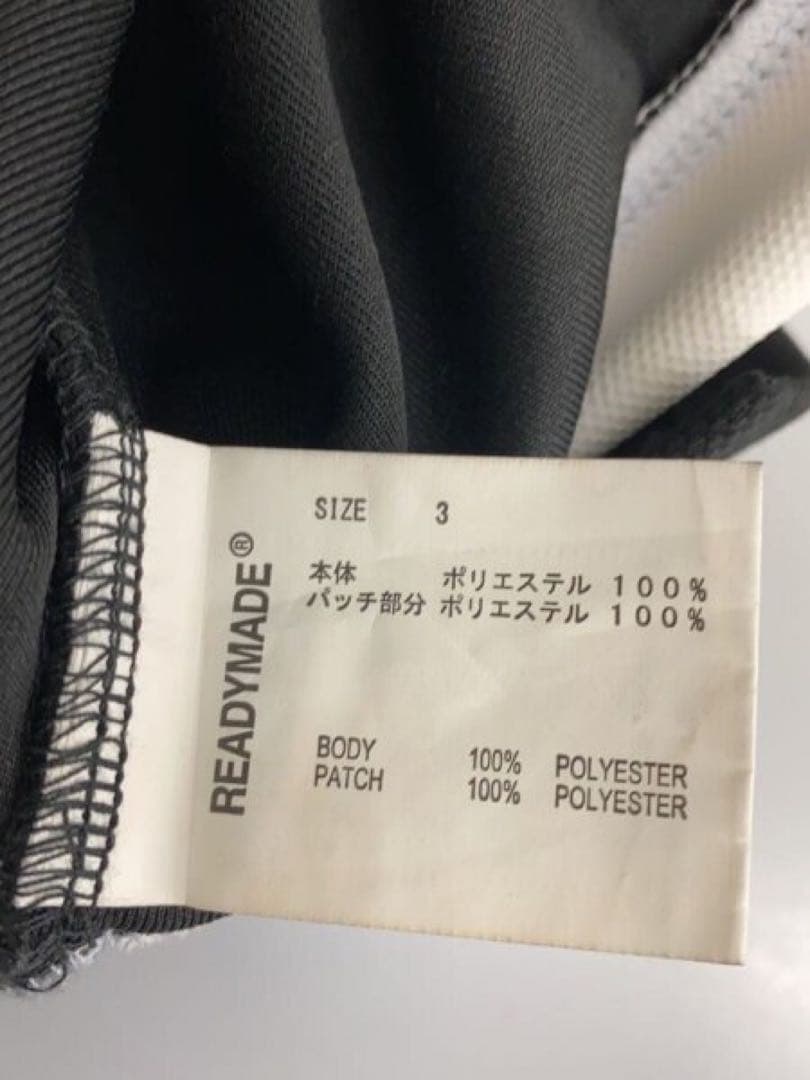 READYMADE®
SIZE 3
本体 ポリエステル 100%
パッチ部分 ポリエステル 100%
BODY 100% POLYESTER
PATCH 100% POLYESTER